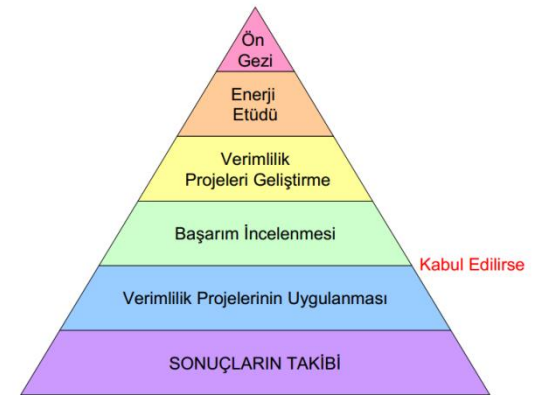 Ön
Gezi
Enerji
Etüdü
Verimlilik
Projeleri Geliştirme
Başarım İncelenmesi
Kabul Edilirse
Verimlilik Projelerinin Uygulanması
SONUÇLARIN TAKİBİ